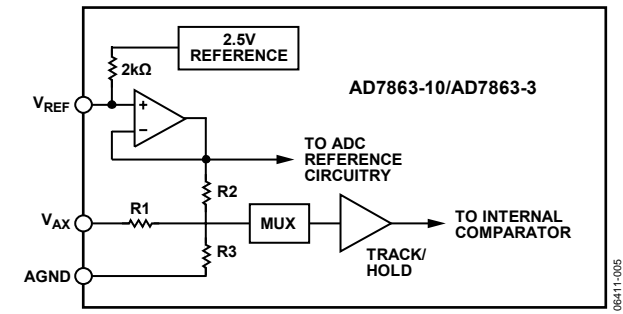 2.5V
REFERENCE
2kΩ
AD7863-10/AD7863-3
VREF
+
−
TO ADC
REFERENCE
CIRCUITRY
R2
R1
VAX
MUX
TO INTERNAL
COMPARATOR
R3
TRACK/
HOLD
AGND
06411-005